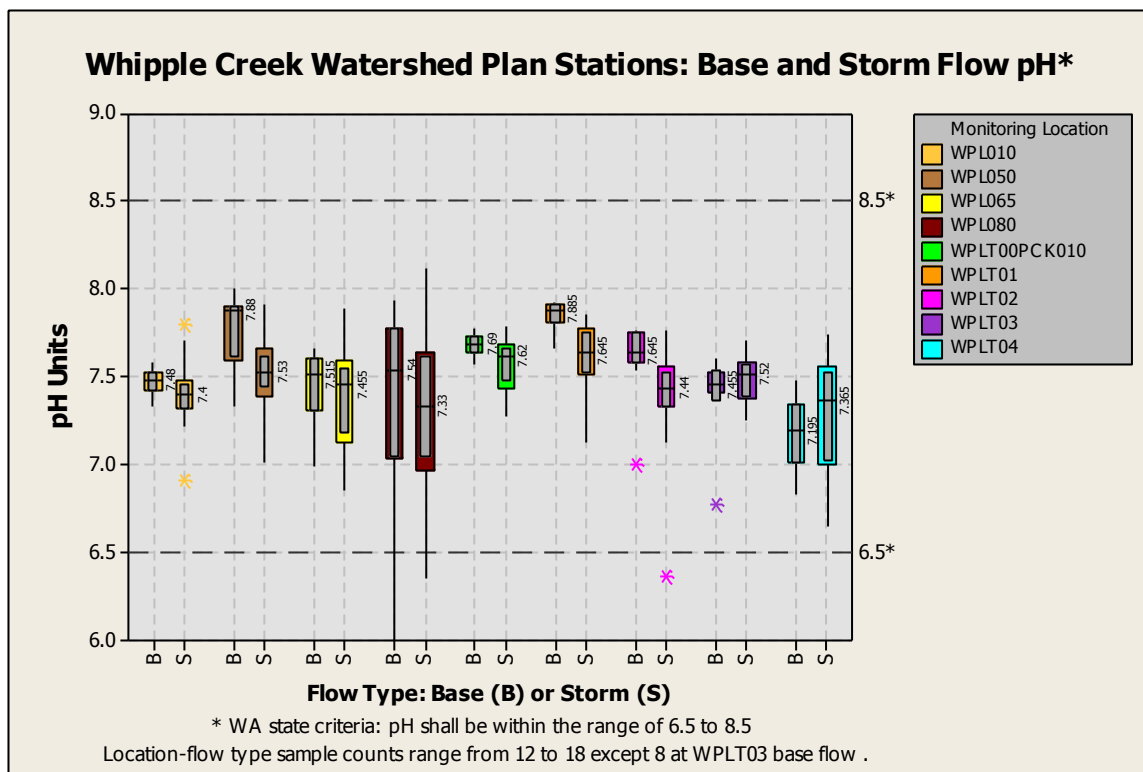 Whipple Creek Watershed Plan Stations: Base and Storm Flow pH*
9.0
8.5
8.0
7.5
7.0
6.5
6.0
pH Units
8.5*
6.5*
7.48
7.4
7.88
7.53
7.515
7.455
7.54
7.33
7.69
7.62
7.885
7.645
7.645
7.44
7.455
7.52
7.195
7.365
B S B S B S B S B S B S B S B S B S
Flow Type: Base (B) or Storm (S)
* WA state criteria: pH shall be within the range of 6.5 to 8.5
Location-flow type sample counts range from 12 to 18 except 8 at WPLT03 base flow .
Monitoring Location
WPL010
WPL050
WPL065
WPL080
WPLT00PCK010
WPLT01
WPLT02
WPLT03
WPLT04